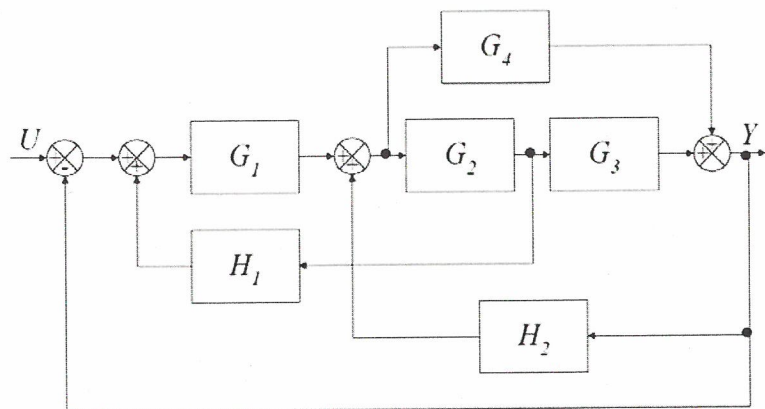 G₄
U
Y
G₁
G₂
G₃
H₁
H₂
+
-
+
+
-
+
-